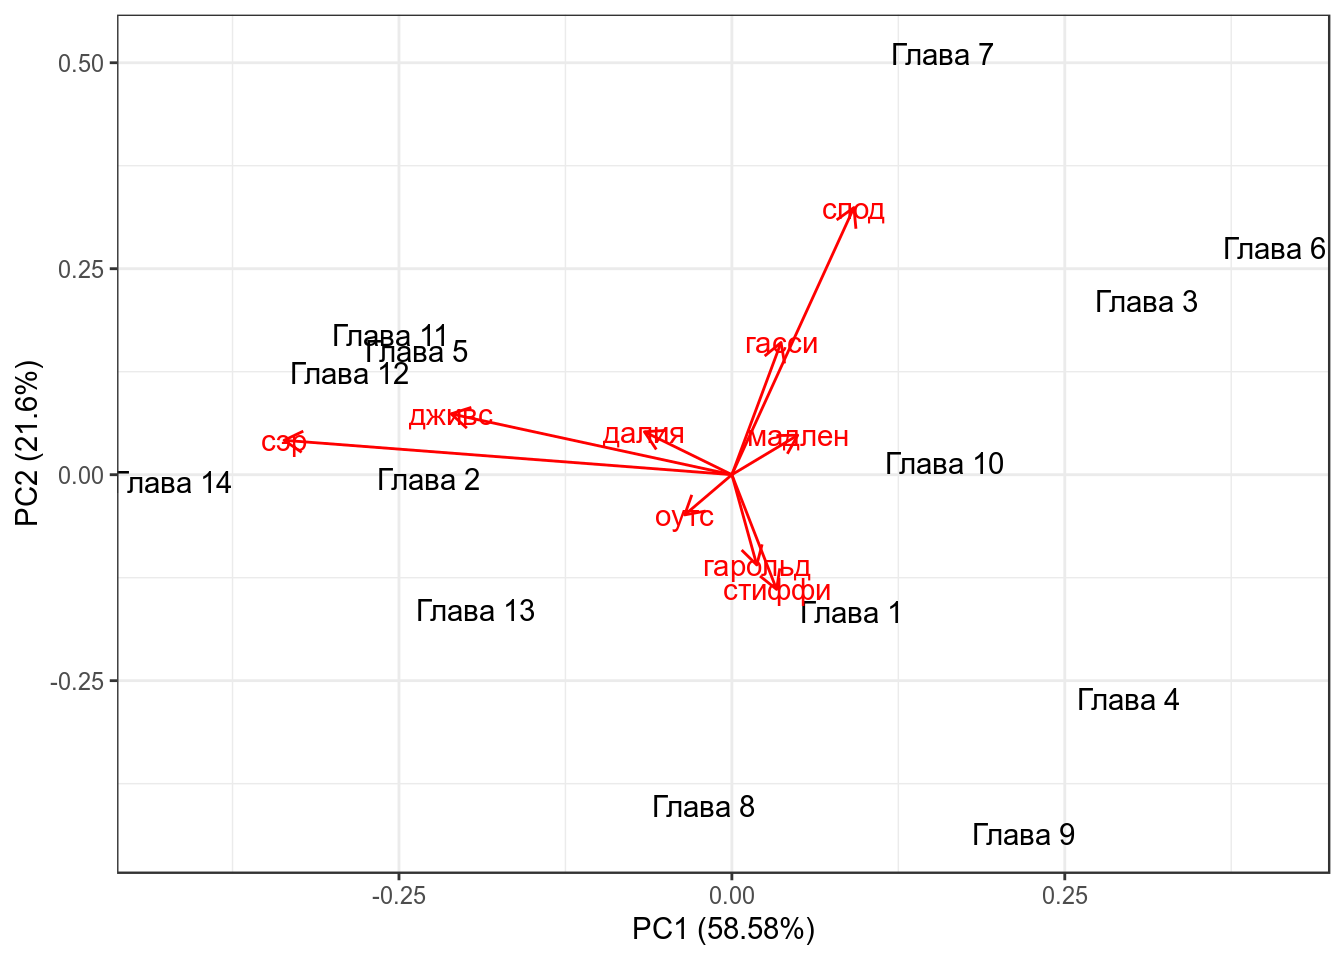 Глава 7
0.50
спод
Глава 6
0.25
Глава 3
Глава 11
гасси
Глава 5
Глава 12
дживс
далия
мадлен
сэр
Глава 10
0.00
Глава 2
Глава 14
оутс
гарольд
стиффи
Глава 13
Глава 1
-0.25
Глава 4
Глава 8
Глава 9
-0.25
0.00
0.25
PC1 (58.58%)
PC2 (21.6%)